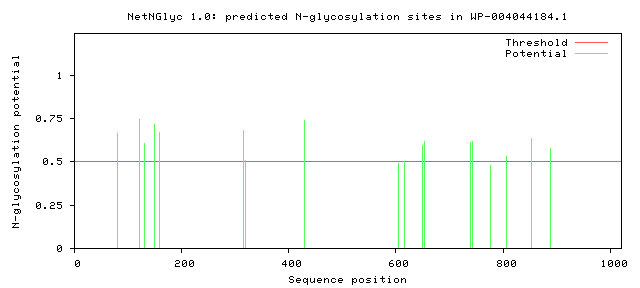 NetNGlyc 1.0: predicted N-glycosylation sites in WP-004044184.1
Threshold
Potential
N-glycosylation potential
1
0.75
0.5
0.25
0
0 200 400 600 800 1000
Sequence position